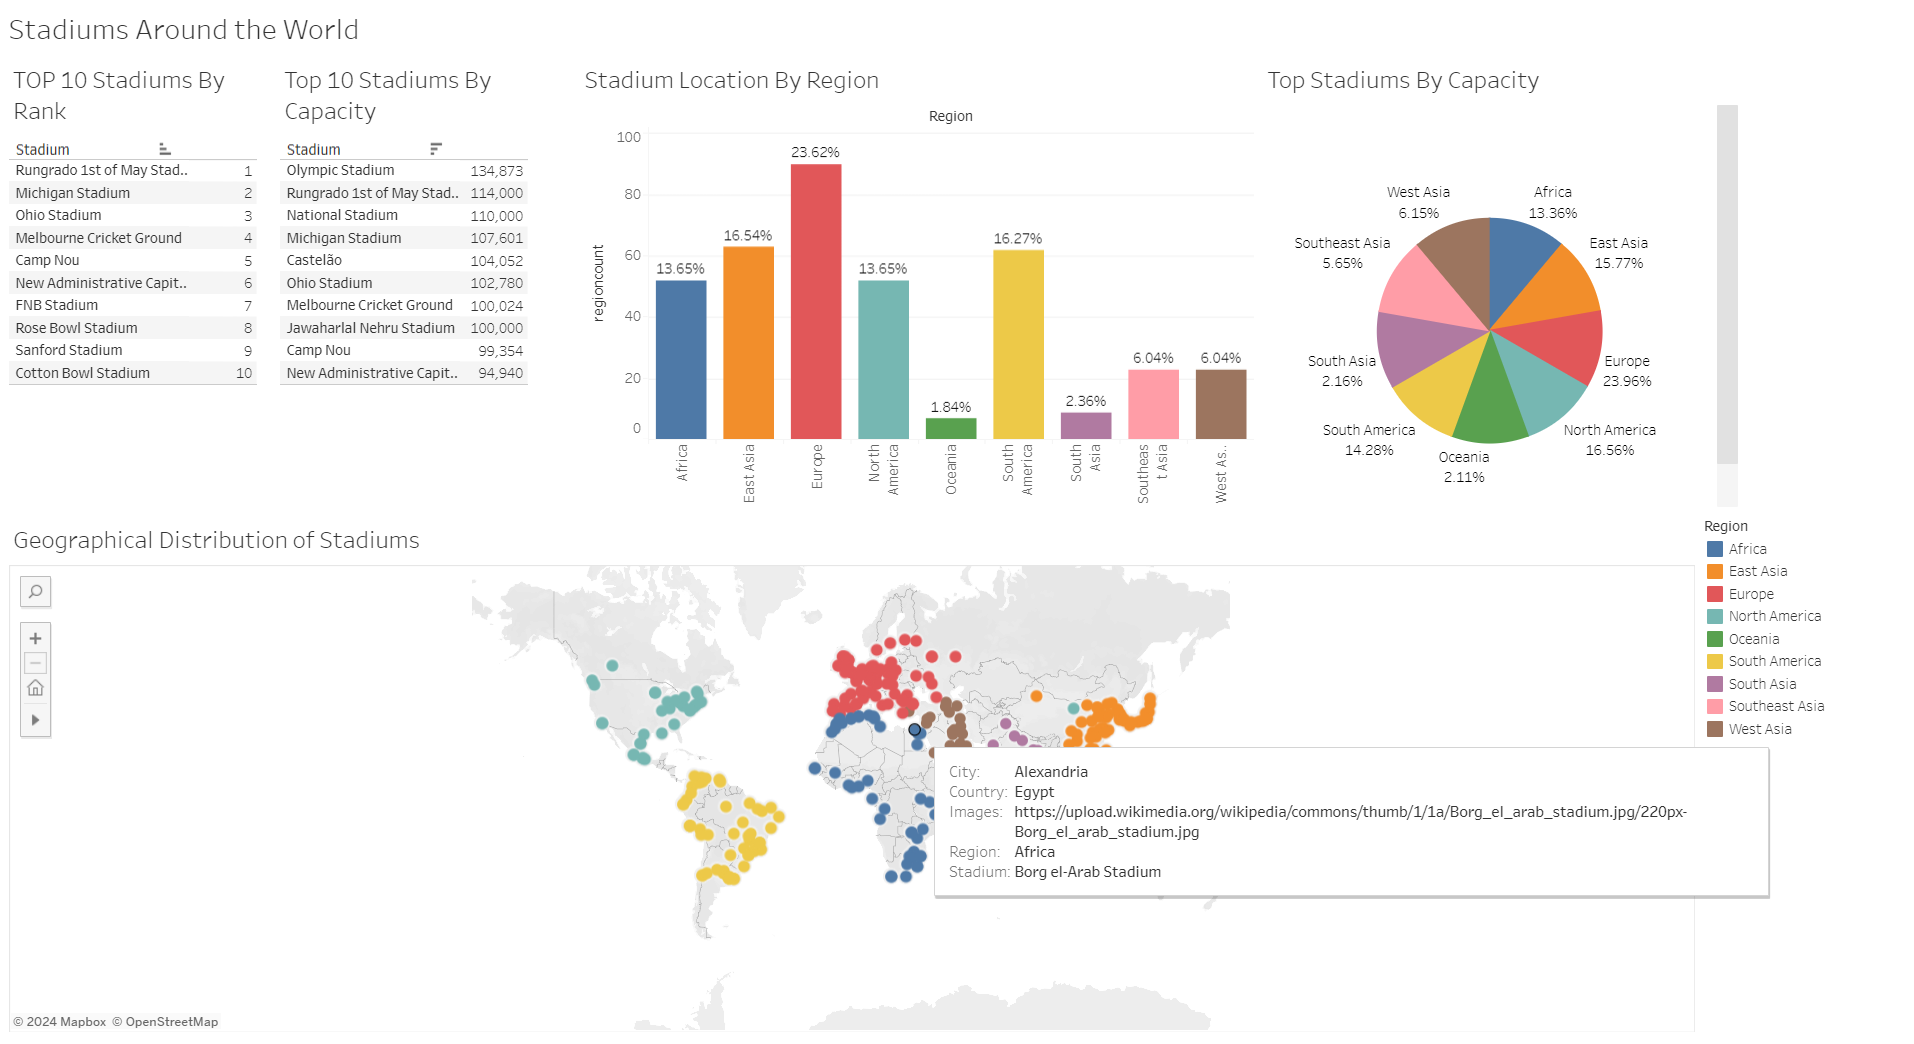 Stadiums Around the World
TOP 10 Stadiums By
Rank
Stadium
Rungrado 1st of May Stad.. 1
Michigan Stadium 2
Ohio Stadium 3
Melbourne Cricket Ground 4
Camp Nou 5
New Administrative Capit.. 6
FNB Stadium 7
Rose Bowl Stadium 8
Sanford Stadium 9
Cotton Bowl Stadium 10
Top 10 Stadiums By
Capacity
Stadium
Olympic Stadium 134,873
Rungrado 1st of May Stad.. 114,000
National Stadium 110,000
Michigan Stadium 107,601
Castelão 104,052
Ohio Stadium 102,780
Melbourne Cricket Ground 100,024
Jawaharlal Nehru Stadium 100,000
Camp Nou 99,354
New Administrative Capit.. 94,940
Stadium Location By Region
Region
regioncount
100
80
60
40
20
0
13.65%
16.54%
23.62%
13.65%
1.84%
16.27%
2.36%
6.04%
6.04%
Africa
East Asia
Europe
North
America
Oceania
South
America
South
Asia
Southeas
t Asia
West As..
Top Stadiums By Capacity
West Asia
6.15%
Africa
13.36%
Southeast Asia
5.65%
East Asia
15.77%
South Asia
2.16%
Europe
23.96%
South America
14.28%
North America
16.56%
Oceania
2.11%
Geographical Distribution of Stadiums
Region
Africa
East Asia
Europe
North America
Oceania
South America
South Asia
Southeast Asia
West Asia
City: Alexandria
Country: Egypt
Images: https://upload.wikimedia.org/wikipedia/commons/thumb/1/1a/Borg_el_arab_stadium.jpg/220px-
Borg_el_arab_stadium.jpg
Region: Africa
Stadium: Borg el-Arab Stadium
© 2024 Mapbox © OpenStreetMap